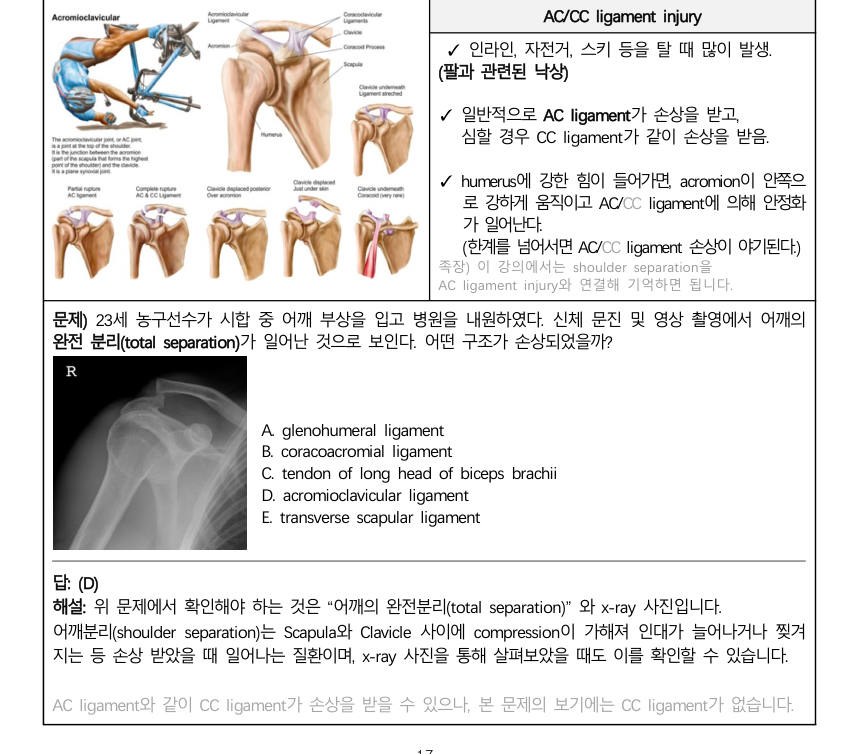 Acromioclavicular
Acromioclavicular
Ligament
Acromion
Coracoclavicular
Ligaments
Clavicle
Coracoid Process
Scapula
Humerus
Clavicle underneath
Ligament streched
The acromioclavicular joint, or AC joint,
is a joint at the top of the shoulder.
It is the junction between the acromion
(part of the scapula that forms the highest
point of the shoulder) and the clavicle.
It is a plane synovial joint.
Partial rupture
AC ligament
Complete rupture
AC & CC Ligament
Clavicle displaced posterior
Over acromion
Clavicle displaced
Just under skin
Clavicle underneath
Coracoid (very rare)
AC/CC ligament injury
✓ 인라인, 자전거, 스키 등을 탈 때 많이 발생.
(팔과 관련된 낙상)
✓ 일반적으로 AC ligament가 손상을 받고,
심할 경우 CC ligament가 같이 손상을 받음.
✓ humerus에 강한 힘이 들어가면, acromion이 안쪽으
로 강하게 움직이고 AC/CC ligament에 의해 안정화
가 일어난다.
(한계를 넘어서면 AC/CC ligament 손상이 야기된다.)
족장) 이 강의에서는 shoulder separation을
AC ligament injury와 연결해 기억하면 됩니다.
문제) 23세 농구선수가 시합 중 어깨 부상을 입고 병원을 내원하였다. 신체 문진 및 영상 촬영에서 어깨의
완전 분리(total separation)가 일어난 것으로 보인다. 어떤 구조가 손상되었을까?
R
A. glenohumeral ligament
B. coracoacromial ligament
C. tendon of long head of biceps brachii
D. acromioclavicular ligament
E. transverse scapular ligament
답: (D)
해설: 위 문제에서 확인해야 하는 것은 “어깨의 완전분리(total separation)” 와 x-ray 사진입니다.
어깨분리(shoulder separation)는 Scapula와 Clavicle 사이에 compression이 가해져 인대가 늘어나거나 찢겨
지는 등 손상 받았을 때 일어나는 질환이며, x-ray 사진을 통해 살펴보았을 때도 이를 확인할 수 있습니다.
AC ligament와 같이 CC ligament가 손상을 받을 수 있으나, 본 문제의 보기에는 CC ligament가 없습니다.